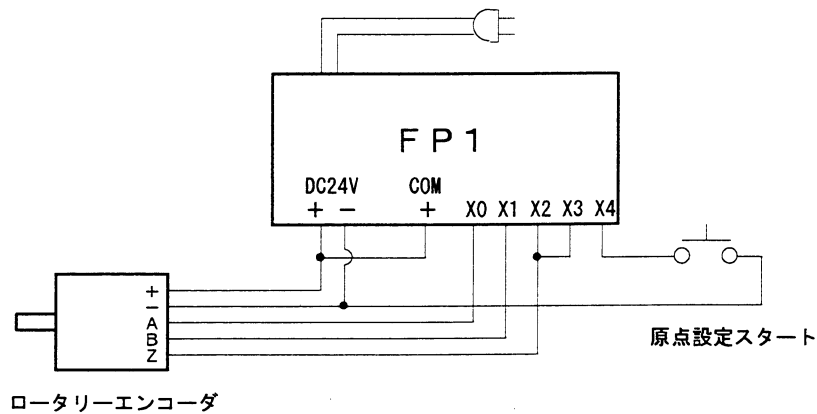 FP1
DC24V COM
+ − + X0 X1 X2 X3 X4
+
−
A
B
Z
原点設定スタート
ロータリーエンコーダ